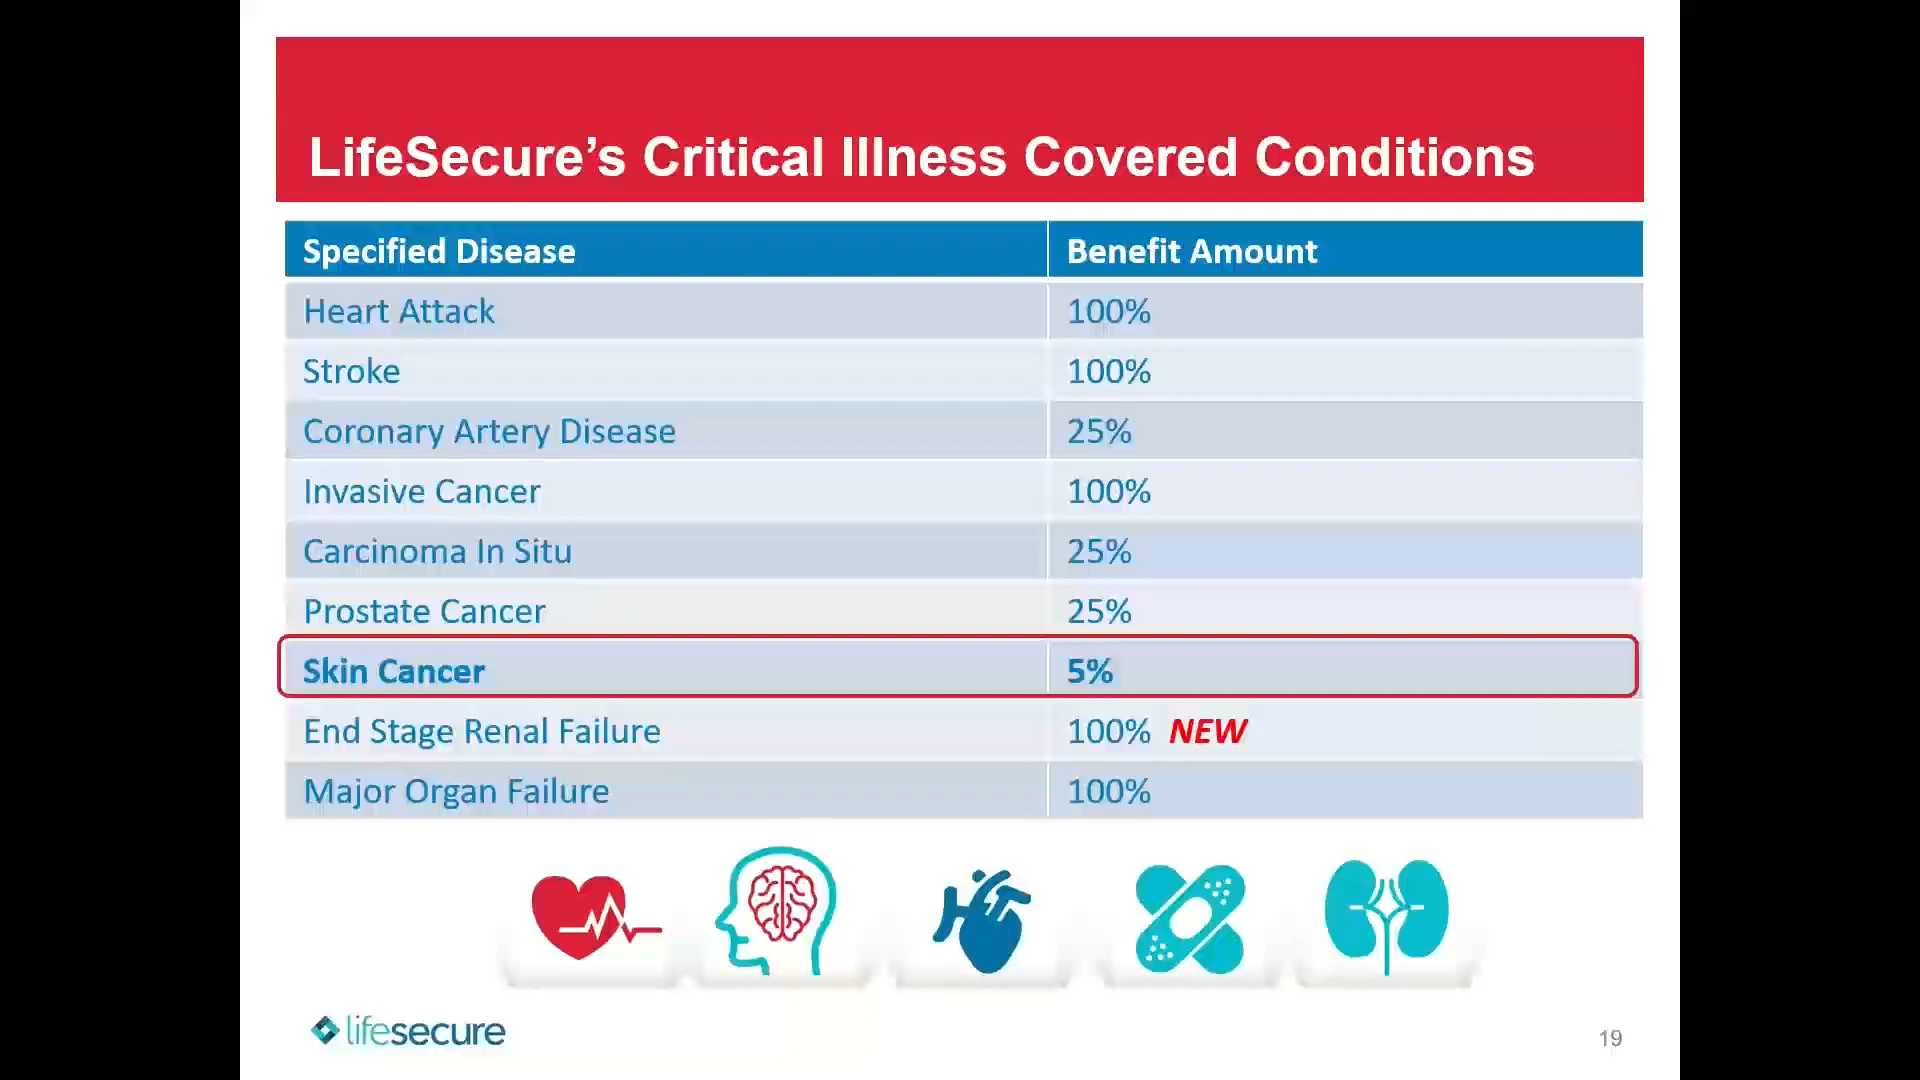 LifeSecure’s Critical Illness Covered Conditions
Specified Disease Benefit Amount
Heart Attack 100%
Stroke 100%
Coronary Artery Disease 25%
Invasive Cancer 100%
Carcinoma In Situ 25%
Prostate Cancer 25%
Skin Cancer 5%
End Stage Renal Failure 100% NEW
Major Organ Failure 100%
lifesecure
19